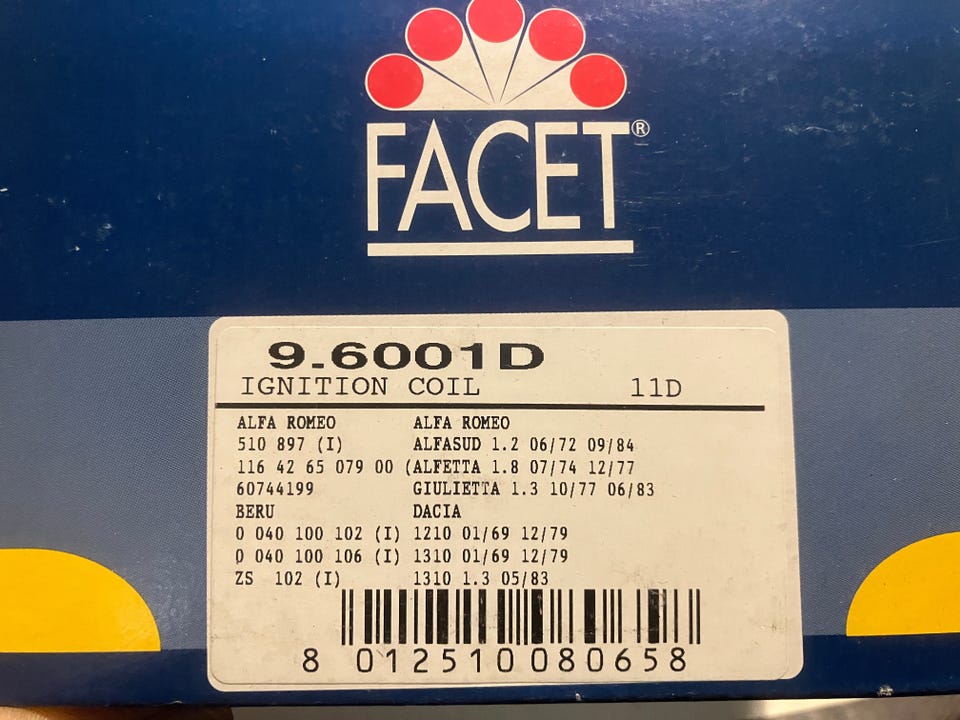 FACET®
9.6001D
IGNITION COIL 11D
ALFA ROMEO ALFA ROMEO
510 897 (I) ALFASUD 1.2 06/72 09/84
116 42 65 079 00 (ALFETTA 1.8 07/74 12/77
60744199 GIULIETTA 1.3 10/77 06/83
BERU DACIA
0 040 100 102 (I) 1210 01/69 12/79
0 040 100 106 (I) 1310 01/69 12/79
ZS 102 (I) 1310 1.3 05/83
8 012510 080658